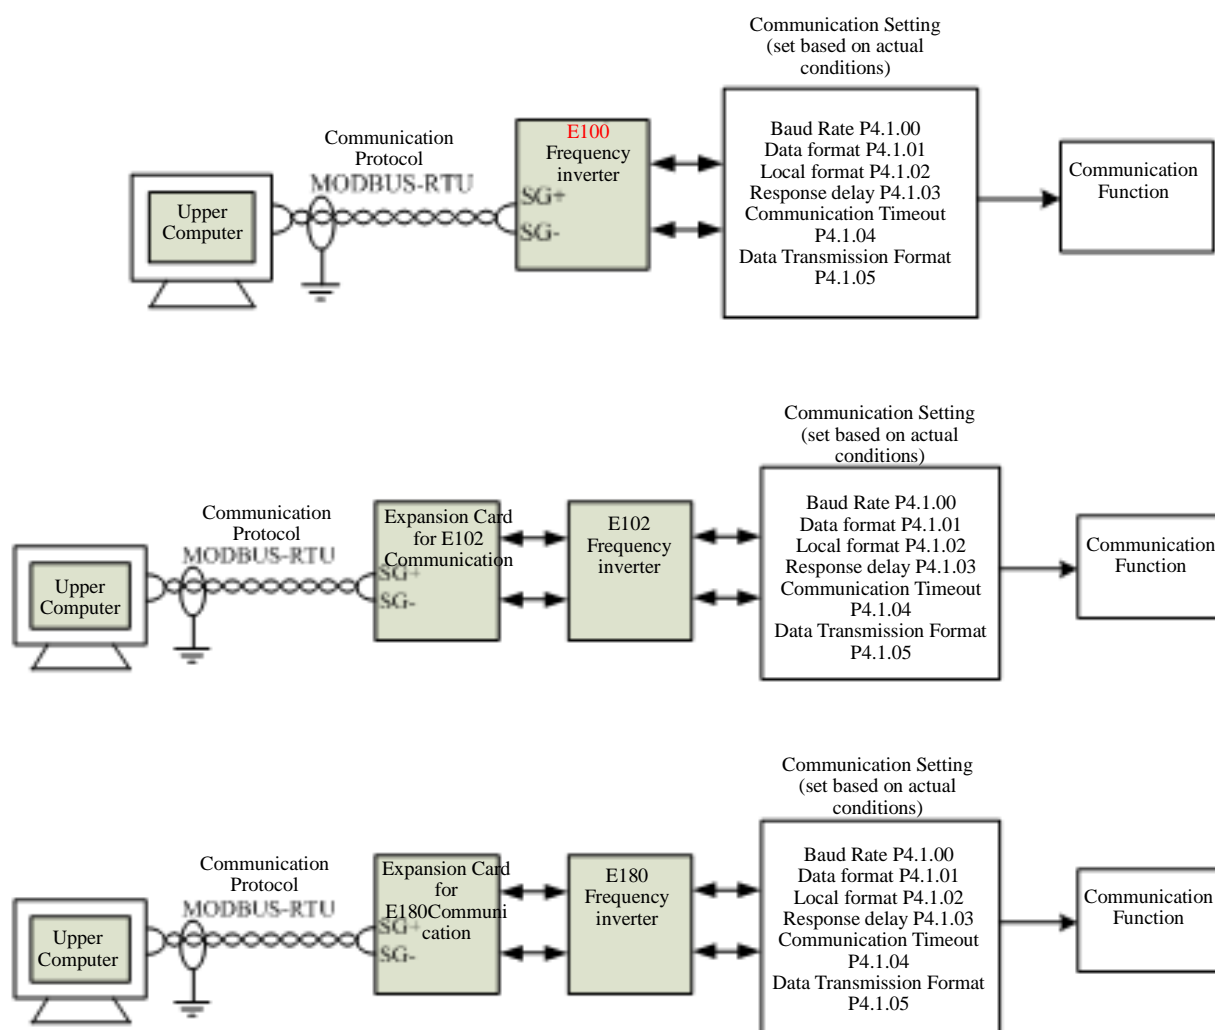 Communication Setting
(set based on actual
conditions)
Communication
Protocol
MODBUS-RTU
Upper
Computer
SG+
SG-
E100
Frequency
inverter
Baud Rate P4.1.00
Data format P4.1.01
Local format P4.1.02
Response delay P4.1.03
Communication Timeout
P4.1.04
Data Transmission Format
P4.1.05
Communication
Function
Communication Setting
(set based on actual
conditions)
Communication
Protocol
MODBUS-RTU
Upper
Computer
Expansion Card
for E102
Communication
SG+
SG-
E102
Frequency
inverter
Baud Rate P4.1.00
Data format P4.1.01
Local format P4.1.02
Response delay P4.1.03
Communication Timeout
P4.1.04
Data Transmission Format
P4.1.05
Communication
Function
Communication Setting
(set based on actual
conditions)
Communication
Protocol
MODBUS-RTU
Upper
Computer
Expansion Card
for
E180Communi
cation
SG+
SG-
E180
Frequency
inverter
Baud Rate P4.1.00
Data format P4.1.01
Local format P4.1.02
Response delay P4.1.03
Communication Timeout
P4.1.04
Data Transmission Format
P4.1.05
Communication
Function